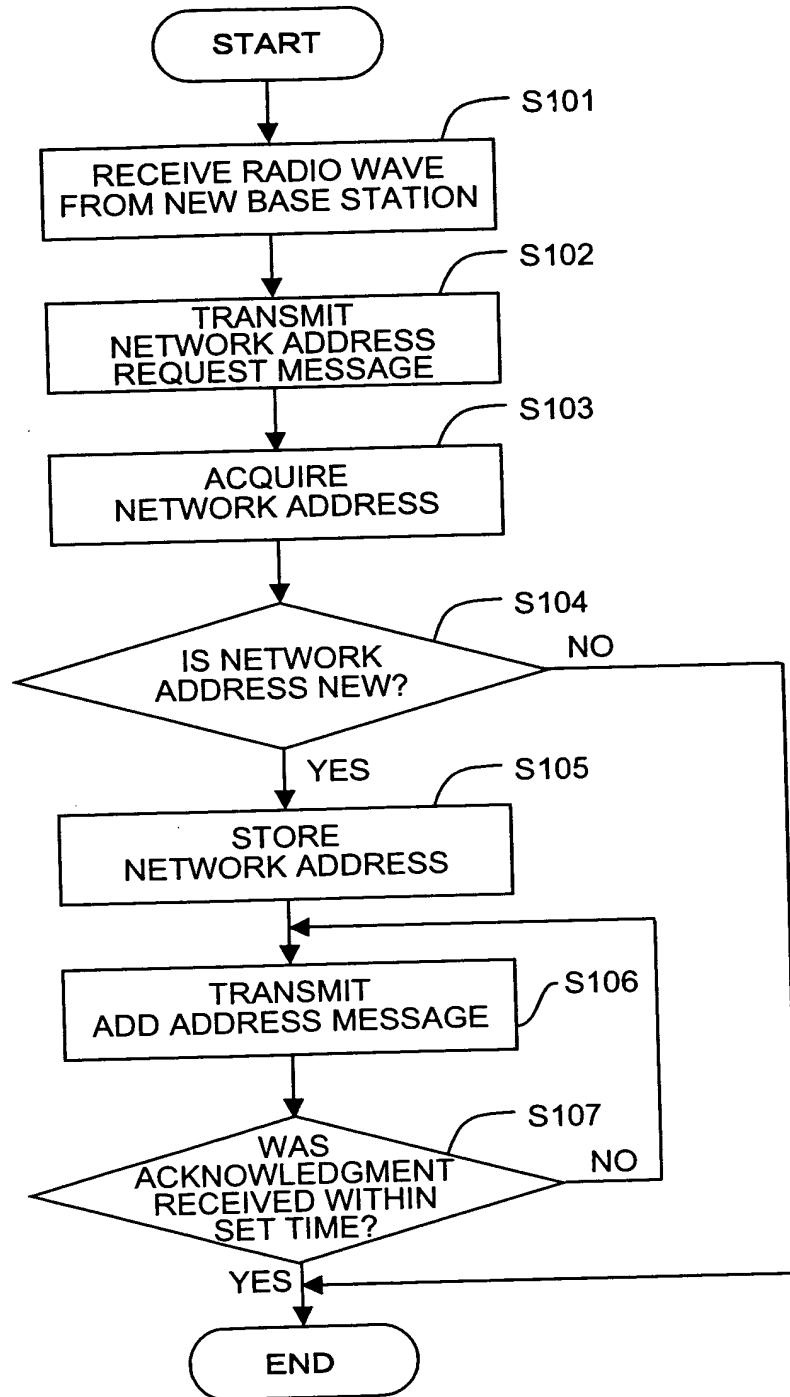 START
S101
RECEIVE RADIO WAVE
FROM NEW BASE STATION
S102
TRANSMIT
NETWORK ADDRESS
REQUEST MESSAGE
S103
ACQUIRE
NETWORK ADDRESS
S104
IS NETWORK
ADDRESS NEW?
NO
YES
S105
STORE
NETWORK ADDRESS
TRANSMIT
ADD ADDRESS MESSAGE
S106
S107
WAS
ACKNOWLEDGMENT
RECEIVED WITHIN
SET TIME?
NO
YES
END